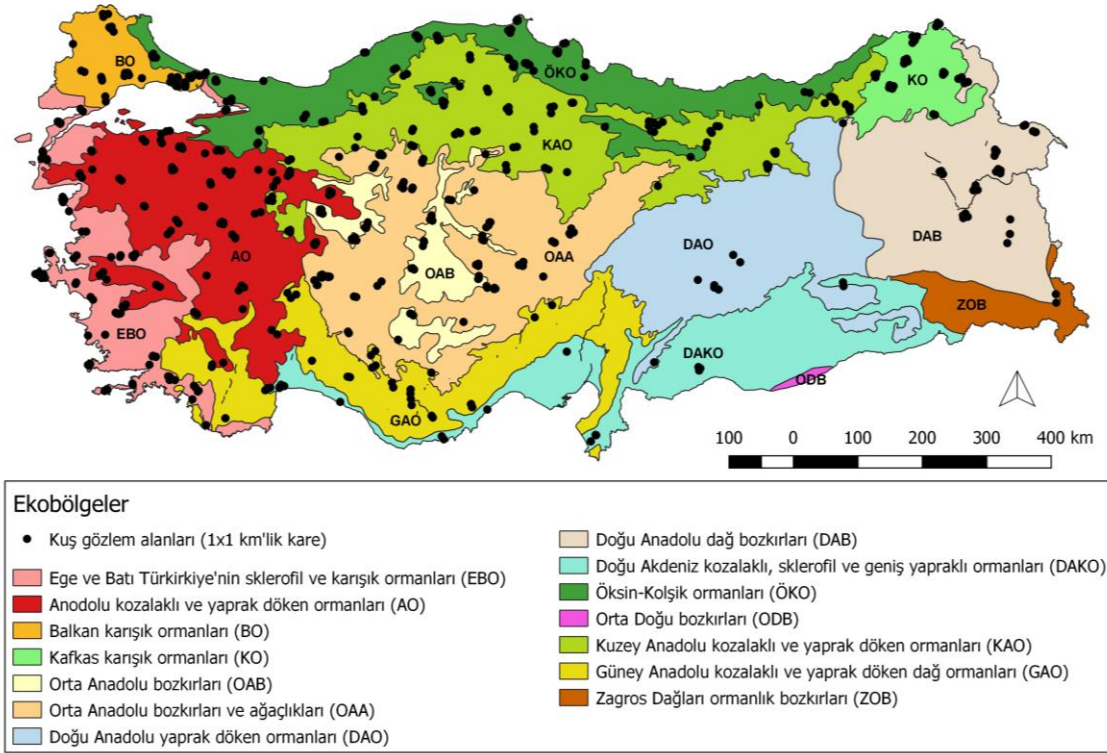 BO
ÖKO
KO
KAO
DAB
DAO
AO
OAA
OAB
ZOB
EBO
DAKO
ODB
GAO
100 0 100 200 300 400 km
Ekobölgeler
Kuş gözlem alanları (1x1 km'lik kare)
Ege ve Batı Türkirkiye'nin sklerofil ve karışık ormanları (EBO)
Anodolu kozalaklı ve yaprak döken ormanları (AO)
Balkan karışık ormanları (BO)
Kafkas karışık ormanları (KO)
Orta Anadolu bozkırları (OAB)
Orta Anadolu bozkırları ve ağaçlıkları (OAA)
Doğu Anadolu yaprak döken ormanları (DAO)
Doğu Anadolu dağ bozkırları (DAB)
Doğu Akdeniz kozalaklı, sklerofil ve geniş yapraklı ormanları (DAKO)
Öksin-Kolşik ormanları (ÖKO)
Orta Doğu bozkırları (ODB)
Kuzey Anadolu kozalaklı ve yaprak döken ormanları (KAO)
Güney Anadolu kozalaklı ve yaprak döken dağ ormanları (GAO)
Zagros Dağları ormanlık bozkırları (ZOB)